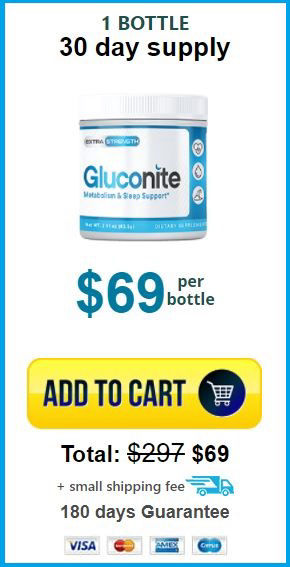 1 BOTTLE
30 day supply
EXTRA STRENGTH
Gluconite
Metabolism & Sleep Support*
DIETARY SUPPLEMENT
$69 per bottle
ADD TO CART
Total: $297 $69
+ small shipping fee
180 days Guarantee
VISA MasterCard AMEX Cirrus